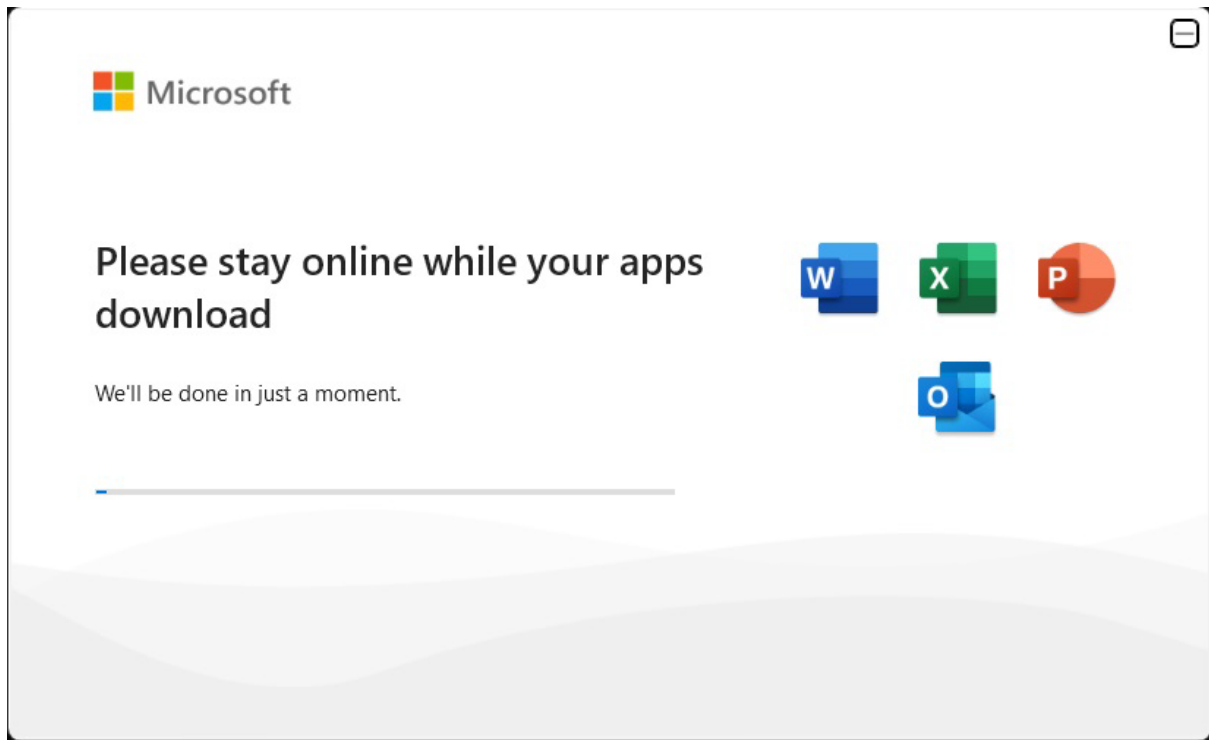 Microsoft
Please stay online while your apps
download
We'll be done in just a moment.
W
X
P
O